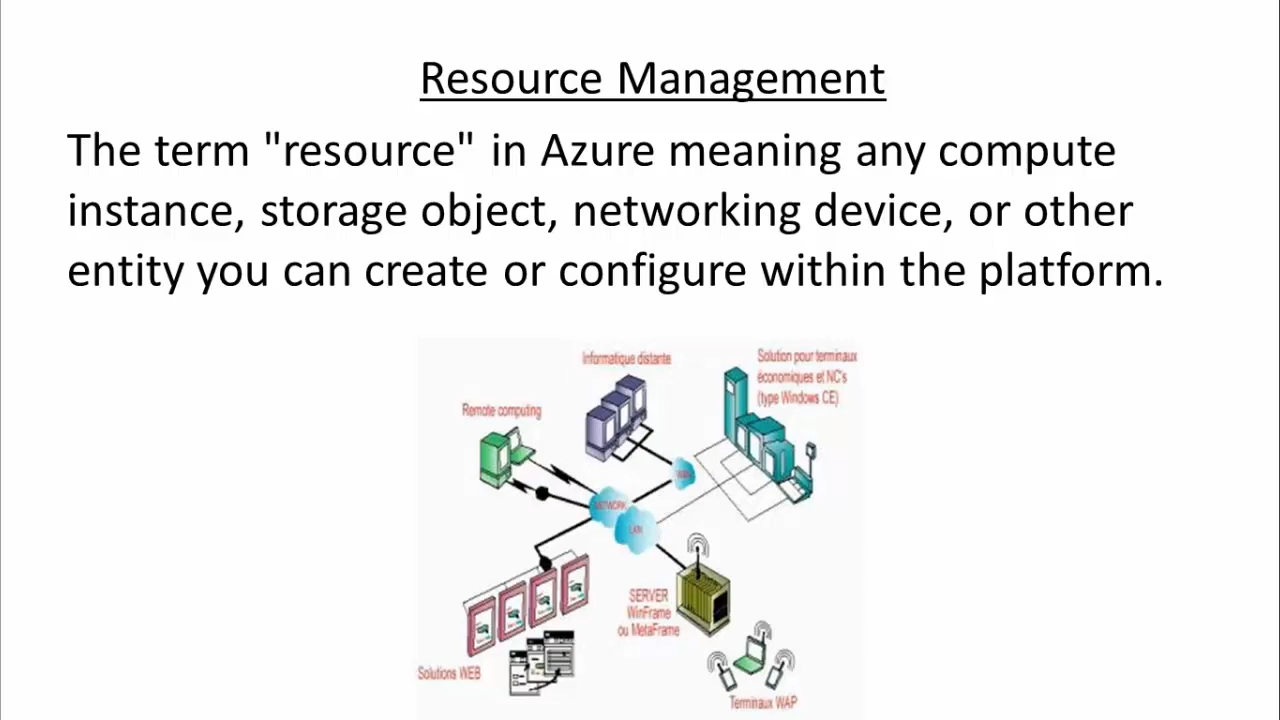 Resource Management
The term "resource" in Azure meaning any compute
instance, storage object, networking device, or other
entity you can create or configure within the platform.
Informatique distante
Solution pour terminaux
économiques et NC's
(type Windows CE)
Remote computing
NETWORK
LAN
SERVER
WinFrame
ou MetaFrame
Solutions WEB
Terminaux WAP